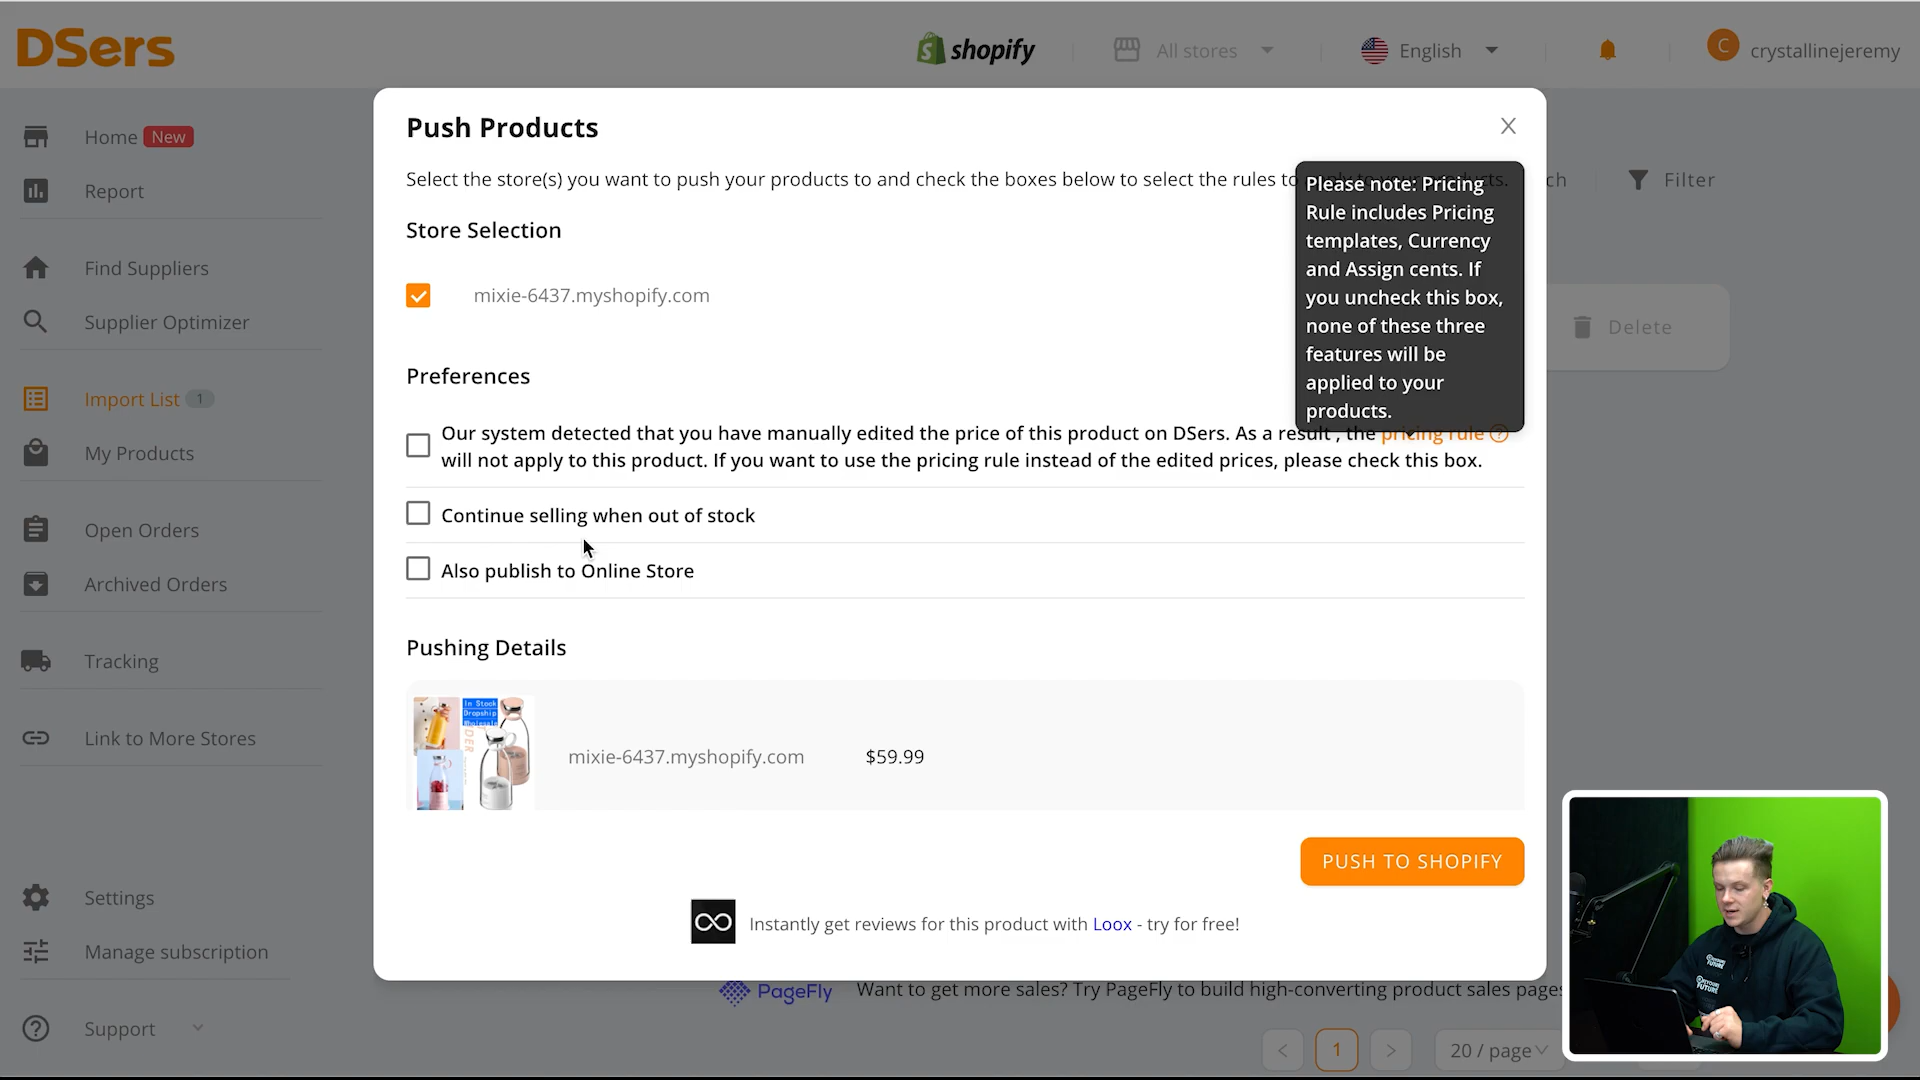 DSers
shopify
All stores
English
C
crystallinejeremy
Home New
Report
Find Suppliers
Supplier Optimizer
Import List 1
My Products
Open Orders
Archived Orders
Tracking
Link to More Stores
Settings
Manage subscription
Support
Push Products
Select the store(s) you want to push your products to and check the boxes below to select the rules to
Please note: Pricing
Rule includes Pricing
templates, Currency
and Assign cents. If
you uncheck this box,
none of these three
features will be
applied to your
products.
Filter
Delete
Store Selection
mixie-6437.myshopify.com
Preferences
Our system detected that you have manually edited the price of this product on DSers. As a result , the pricing rule
will not apply to this product. If you want to use the pricing rule instead of the edited prices, please check this box.
Continue selling when out of stock
Also publish to Online Store
Pushing Details
In Stock
Dropship
Wholesale
mixie-6437.myshopify.com
$59.99
PUSH TO SHOPIFY
Instantly get reviews for this product with Loox - try for free!
PageFly
Want to get more sales? Try PageFly to build high-converting product sales pages
1
20 / page